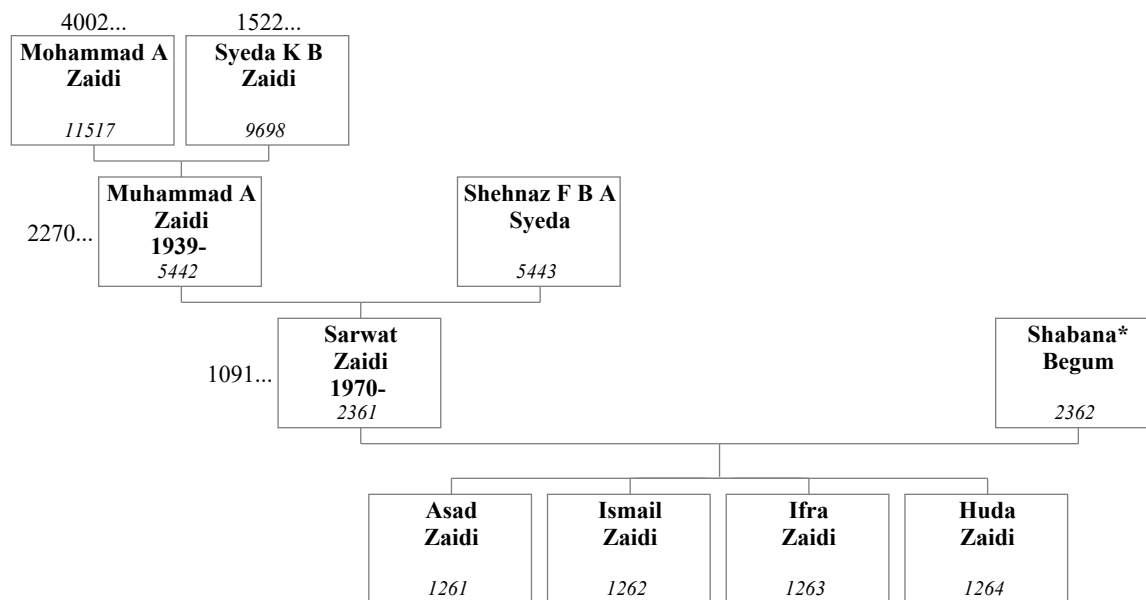 4002...
1522...
Mohammad A
Zaidi
11517
Syeda K B
Zaidi
9698
2270...
Muhammad A
Zaidi
1939-
5442
Shehnaz F B A
Syeda
5443
1091...
Sarwat
Zaidi
1970-
2361
Shabana*
Begum
2362
Asad
Zaidi
1261
Ismail
Zaidi
1262
Ifra
Zaidi
1263
Huda
Zaidi
1264